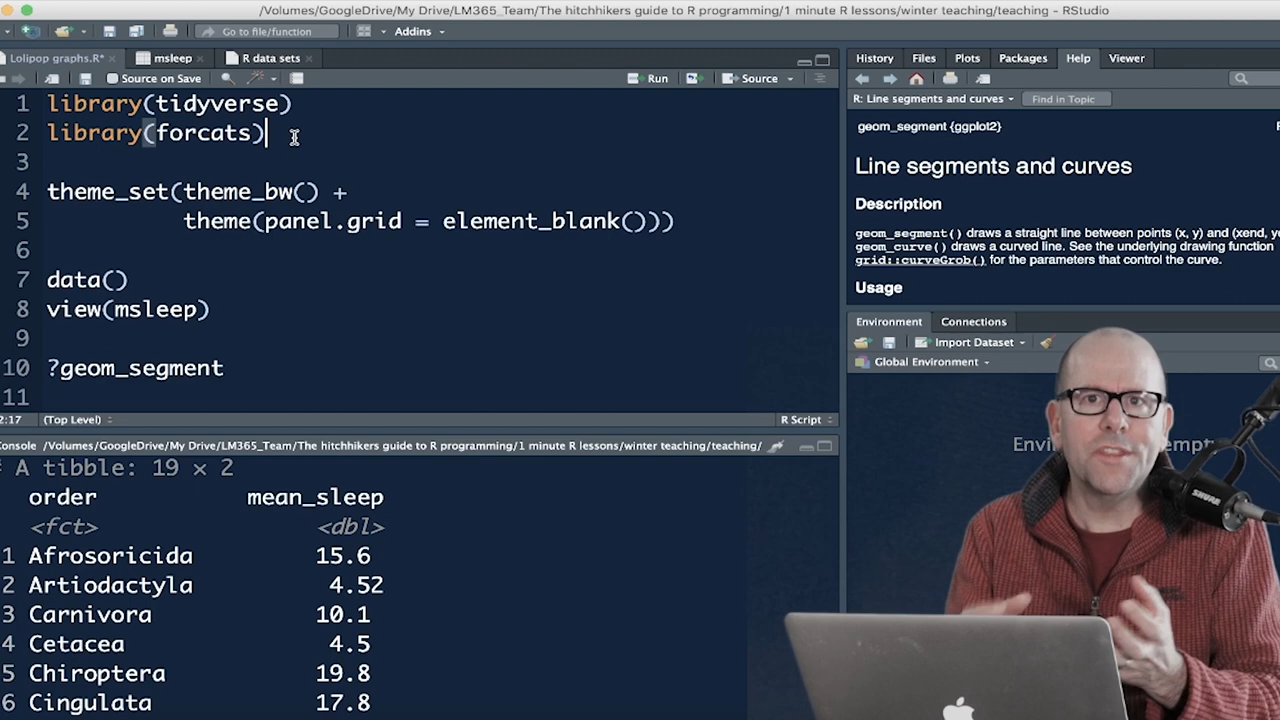 /Volumes/GoogleDrive/My Drive/LM365_Team/The hitchhikers guide to R programming/1 minute R lessons/winter teaching/teaching - RStudio
Go to file/function
Addins
Lolipop graphs.R*
msleep
R data sets
Source on Save
Run
Source
1 library(tidyverse)
2 library(forcats)
3
4 theme_set(theme_bw() +
5 theme(panel.grid = element_blank()))
6
7 data()
8 view(msleep)
9
10 ?geom_segment
11
2:17 (Top Level)
R Script
Console /Volumes/GoogleDrive/My Drive/LM365_Team/The hitchhikers guide to R programming/1 minute R lessons/winter teaching/teaching/
# A tibble: 19 × 2
order mean_sleep
<fct> <dbl>
1 Afrosoricida 15.6
2 Artiodactyla 4.52
3 Carnivora 10.1
4 Cetacea 4.5
5 Chiroptera 19.8
6 Cingulata 17.8
History Files Plots Packages Help Viewer
R: Line segments and curves
Find in Topic
geom_segment {ggplot2}
Line segments and curves
Description
geom_segment() draws a straight line between points (x, y) and (xend, ye
geom_curve() draws a curved line. See the underlying drawing function
grid::curveGrob() for the parameters that control the curve.
Usage
Environment Connections
Import Dataset
Global Environment
Envi
empty
SHURE